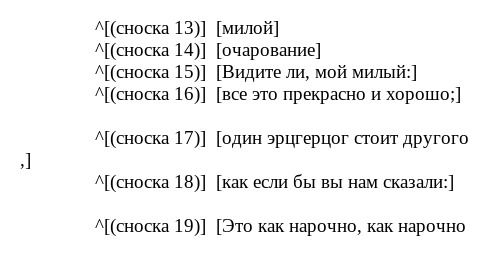 ^[(сноска 13)] [милой]
^[(сноска 14)] [очарование]
^[(сноска 15)] [Видите ли, мой милый:]
^[(сноска 16)] [все это прекрасно и хорошо;]
^[(сноска 17)] [один эрцгерцог стоит другого
,]
^[(сноска 18)] [как если бы вы нам сказали:]
^[(сноска 19)] [Это как нарочно, как нарочно